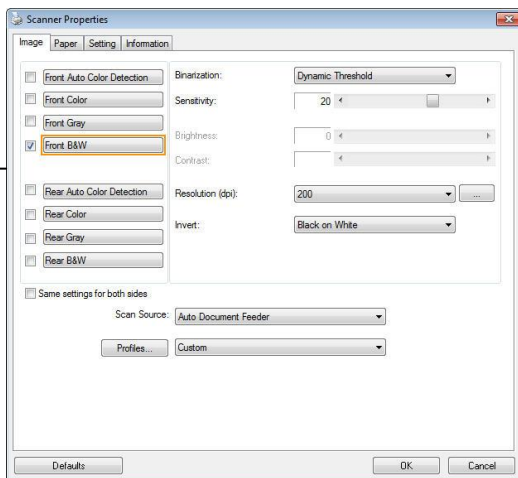 Scanner Properties
Image Paper Setting Information
Front Auto Color Detection
Front Color
Front Gray
Front B&W
Rear Auto Color Detection
Rear Color
Rear Gray
Rear B&W
Binarization: Dynamic Threshold
Sensitivity: 20
Brightness: 0
Contrast:
Resolution (dpi): 200 ...
Invert: Black on White
Same settings for both sides
Scan Source: Auto Document Feeder
Profiles... Custom
Defaults OK Cancel